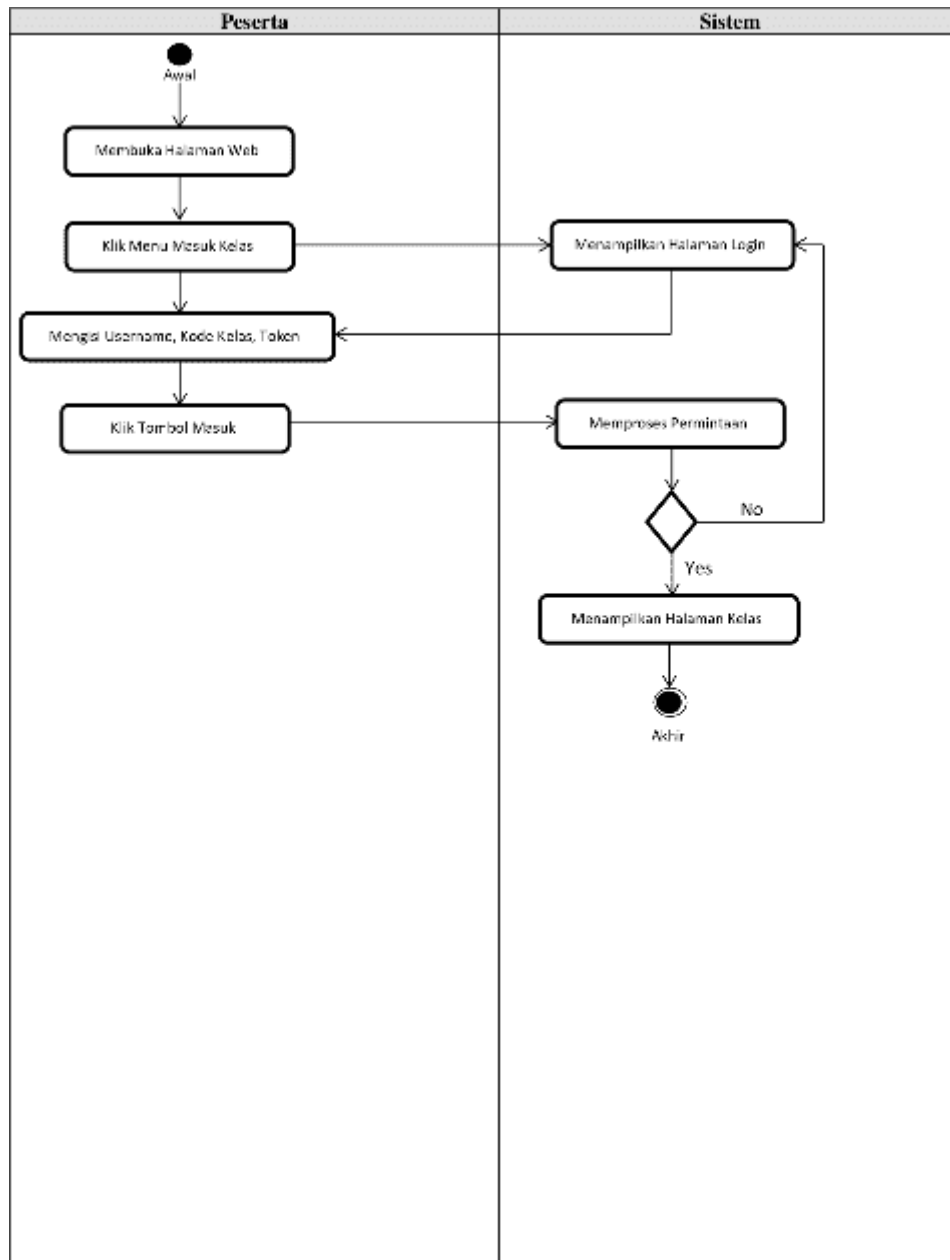 Peserta
Sistem
Awal
Membuka Halaman Web
Klik Menu Masuk Kelas
Menampilkan Halaman Login
Mengisi Username, Kode Kelas, Token
Klik Tombol Masuk
Memproses Permintaan
No
Yes
Menampilkan Halaman Kelas
Akhir